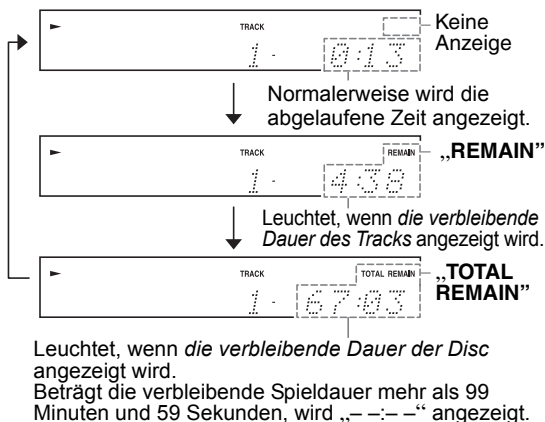 TRACK
1 - 0:13
Keine
Anzeige
Normalerweise wird die
abgelaufene Zeit angezeigt.
TRACK REMAIN
1 - 4:38
„REMAIN”
Leuchtet, wenn die verbleibende
Dauer des Tracks angezeigt wird.
TRACK TOTAL REMAIN
1 - 67:03
„TOTAL
REMAIN”
Leuchtet, wenn die verbleibende Dauer der Disc
angezeigt wird.
Beträgt die verbleibende Spieldauer mehr als 99
Minuten und 59 Sekunden, wird „– –:– –“ angezeigt.